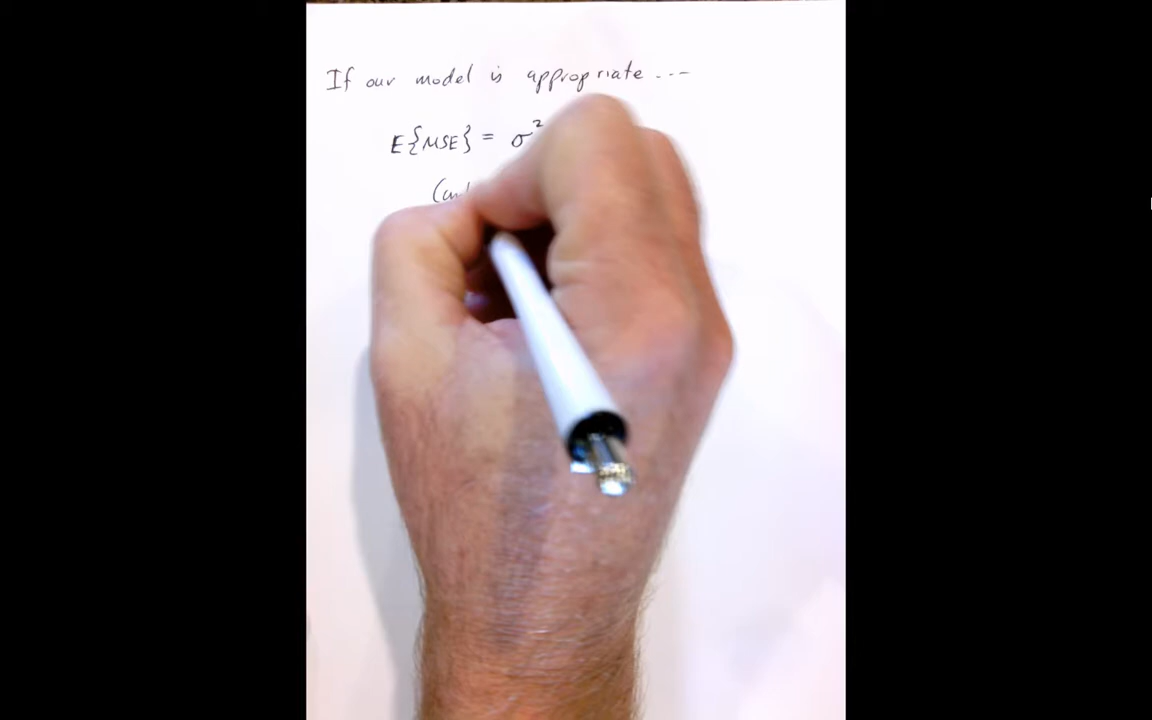 If our model is appropriate ---
E{MSE} = σ²